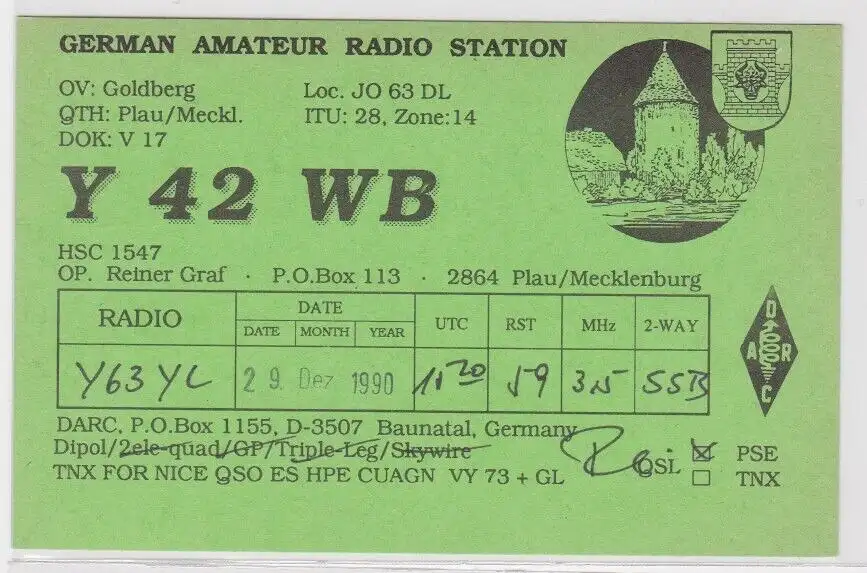 GERMAN AMATEUR RADIO STATION
OV: Goldberg Loc. JO 63 DL
QTH: Plau/Meckl. ITU: 28, Zone:14
DOK: V 17
Y 42 WB
HSC 1547
OP. Reiner Graf · P.O.Box 113 · 2864 Plau/Mecklenburg
RADIO DATE UTC RST MHz 2-WAY
DATE MONTH YEAR
Y63YL 29. Dez 1990 11 20 59 3,5 SSB
D A R C
DARC, P.O.Box 1155, D-3507 Baunatal, Germany
Dipol/2ele-quad/GP/Triple-Leg/Skywire
QSL PSE
TNX FOR NICE QSO ES HPE CUAGN VY 73 + GL TNX